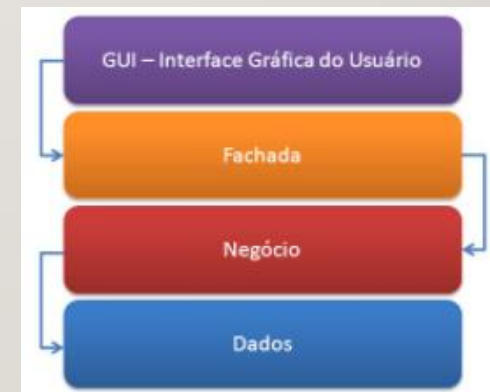 GUI – Interface Gráfica do Usuário
Fachada
Negócio
Dados